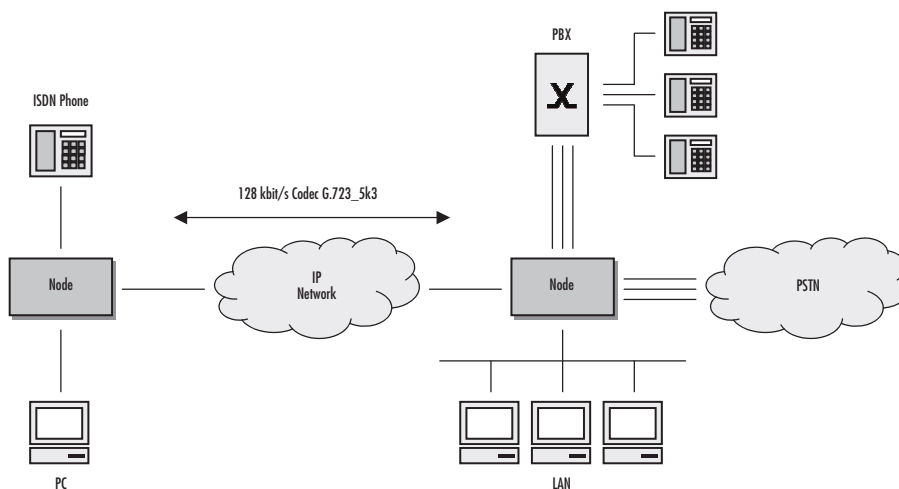 PBX
ISDN Phone
128 kbit/s Codec G.723_5k3
Node
IP
Network
Node
PSTN
PC
LAN